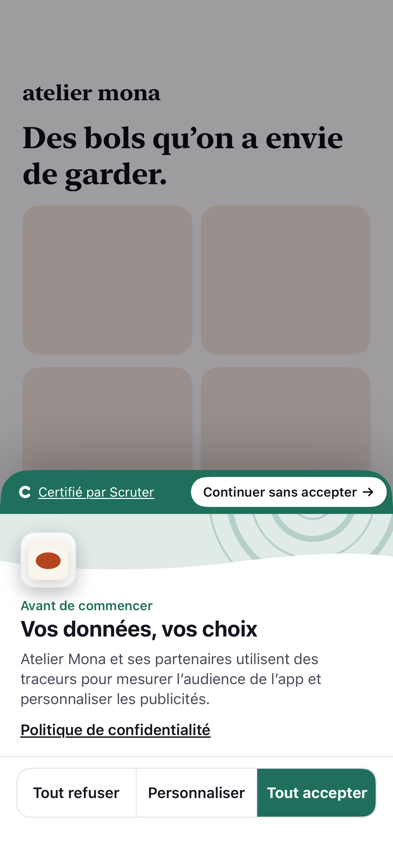 atelier mona
Des bols qu’on a envie
de garder.
Certifié par Scruter
Continuer sans accepter →
Avant de commencer
Vos données, vos choix
Atelier Mona et ses partenaires utilisent des
traceurs pour mesurer l’audience de l’app et
personnaliser les publicités.
Politique de confidentialité
Tout refuser
Personnaliser
Tout accepter